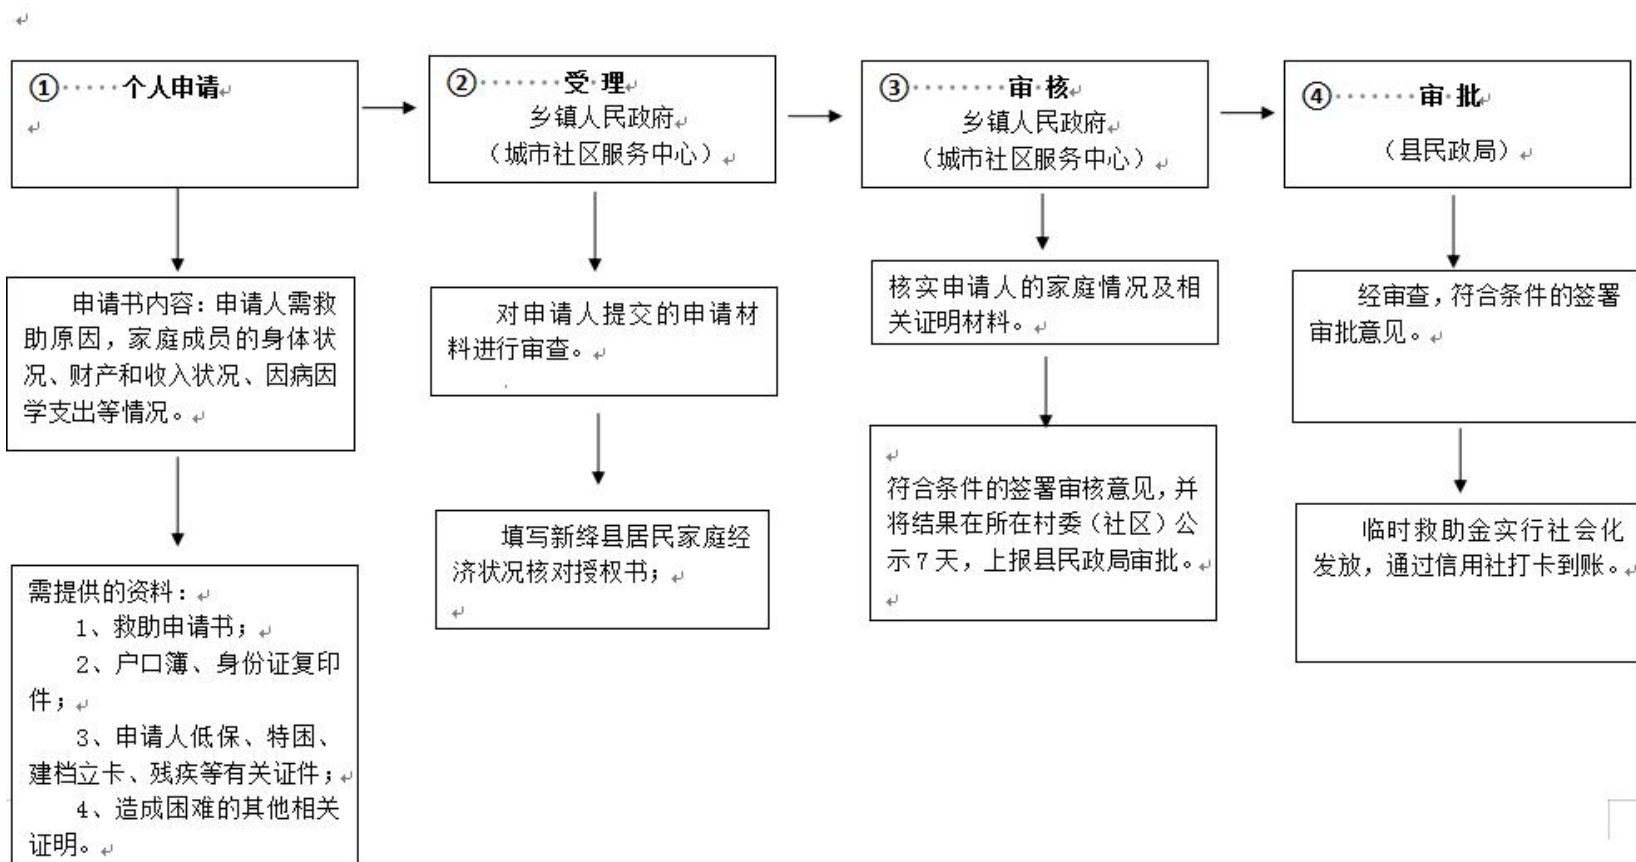 ① 个人申请
申请书内容：申请人需救
助原因，家庭成员的身体状
况、财产和收入状况、因病因
学支出等情况。
需提供的资料：
1、救助申请书；
2、户口簿、身份证复印
件；
3、申请人低保、特困、
建档立卡、残疾等有关证件；
4、造成困难的其他相关
证明。
② 受 理
乡镇人民政府
（城市社区服务中心）
对申请人提交的申请材
料进行审查。
填写新绛县居民家庭经
济状况核对授权书；
③ 审 核
乡镇人民政府
（城市社区服务中心）
核实申请人的家庭情况及相
关证明材料。
符合条件的签署审核意见，并
将结果在所在村委（社区）公
示7天，上报县民政局审批。
④ 审 批
（县民政局）
经审查，符合条件的签署
审批意见。
临时救助金实行社会化
发放，通过信用社打卡到账。